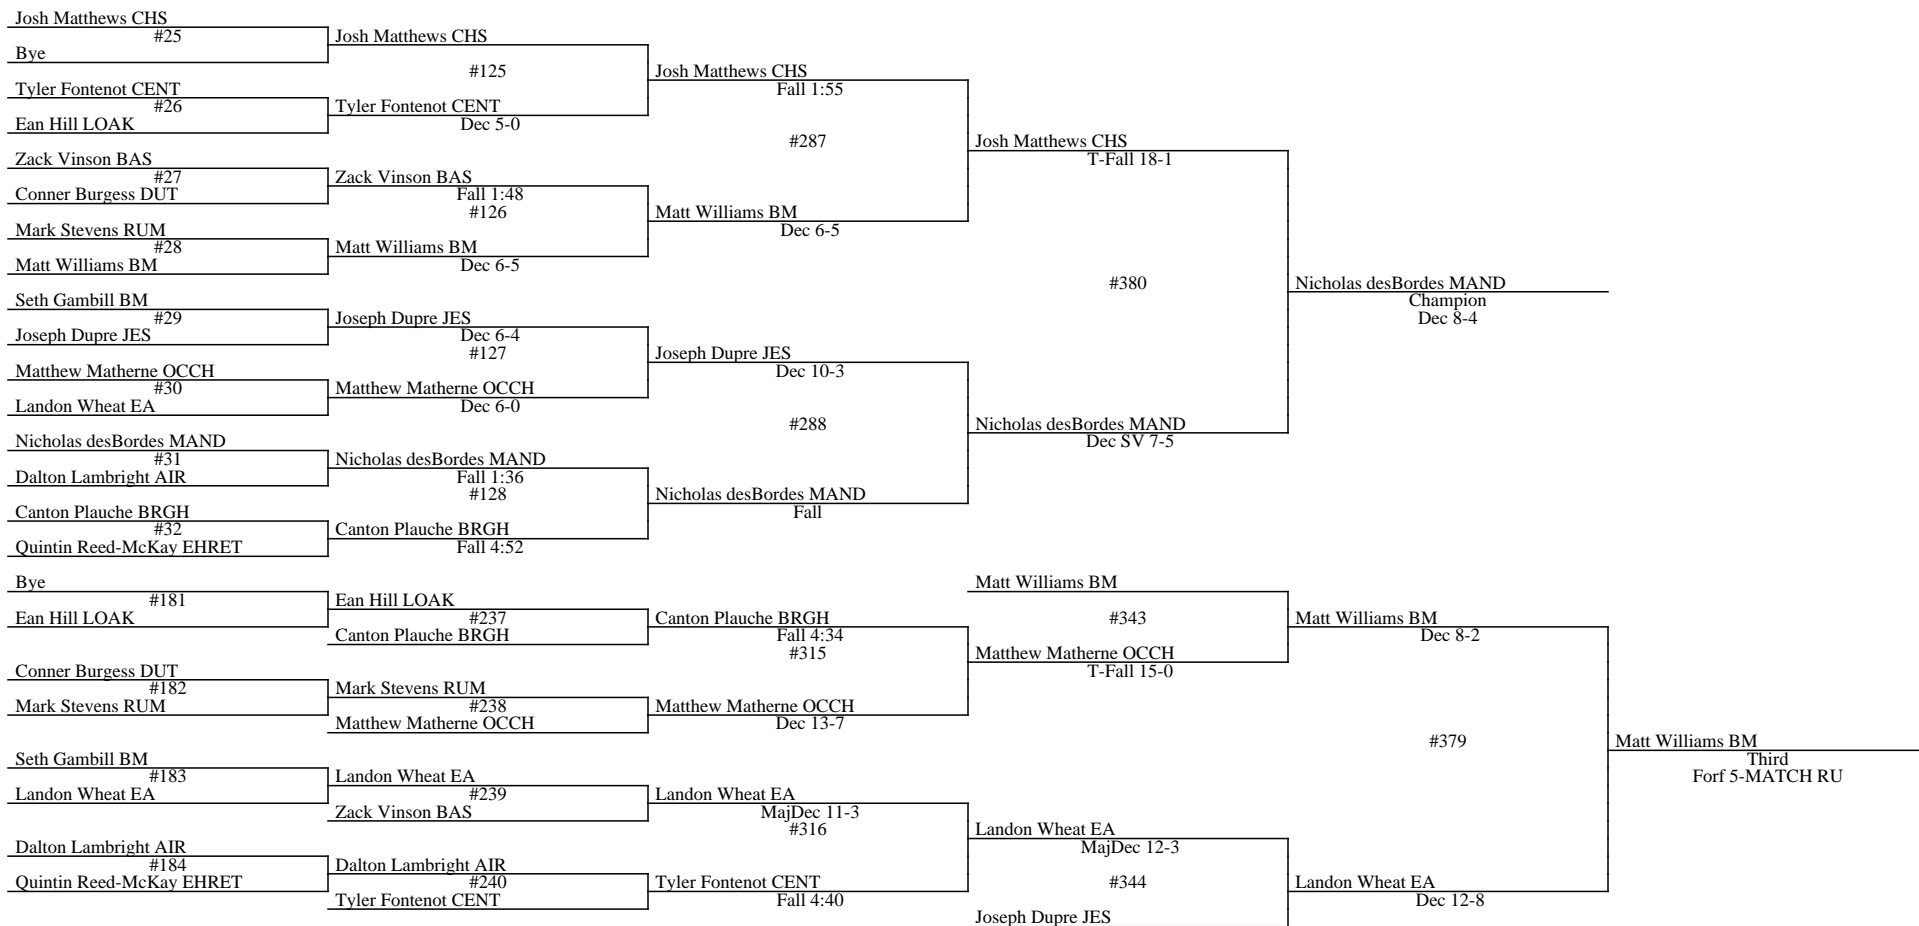 Josh Matthews CHS
#25
Bye
Tyler Fontenot CENT
#26
Ean Hill LOAK
Zack Vinson BAS
#27
Conner Burgess DUT
Mark Stevens RUM
#28
Matt Williams BM
Seth Gambill BM
#29
Joseph Dupre JES
Matthew Matherne OCCH
#30
Landon Wheat EA
Nicholas desBordes MAND
#31
Dalton Lambright AIR
Canton Plauche BRGH
#32
Quintin Reed-McKay EHRET
Josh Matthews CHS
#125
Tyler Fontenot CENT
Dec 5-0
Zack Vinson BAS
Fall 1:48
#126
Matt Williams BM
Dec 6-5
Joseph Dupre JES
Dec 6-4
#127
Matthew Matherne OCCH
Dec 6-0
Nicholas desBordes MAND
Fall 1:36
#128
Canton Plauche BRGH
Fall 4:52
Josh Matthews CHS
Fall 1:55
#287
Matt Williams BM
Dec 6-5
Joseph Dupre JES
Dec 10-3
#288
Nicholas desBordes MAND
Fall
Josh Matthews CHS
T-Fall 18-1
#380
Nicholas desBordes MAND
Dec SV 7-5
Nicholas desBordes MAND
Champion
Dec 8-4
Bye
#181
Ean Hill LOAK
Conner Burgess DUT
#182
Mark Stevens RUM
Seth Gambill BM
#183
Landon Wheat EA
Dalton Lambright AIR
#184
Quintin Reed-McKay EHRET
Ean Hill LOAK
#237
Canton Plauche BRGH
Mark Stevens RUM
#238
Matthew Matherne OCCH
Landon Wheat EA
#239
Zack Vinson BAS
Dalton Lambright AIR
#240
Tyler Fontenot CENT
Canton Plauche BRGH
Fall 4:34
#315
Matthew Matherne OCCH
Dec 13-7
Landon Wheat EA
MajDec 11-3
#316
Tyler Fontenot CENT
Fall 4:40
Matt Williams BM
#343
Matthew Matherne OCCH
T-Fall 15-0
Landon Wheat EA
MajDec 12-3
#344
Joseph Dupre JES
Matt Williams BM
Dec 8-2
#379
Landon Wheat EA
Dec 12-8
Matt Williams BM
Third
Forf 5-MATCH RU